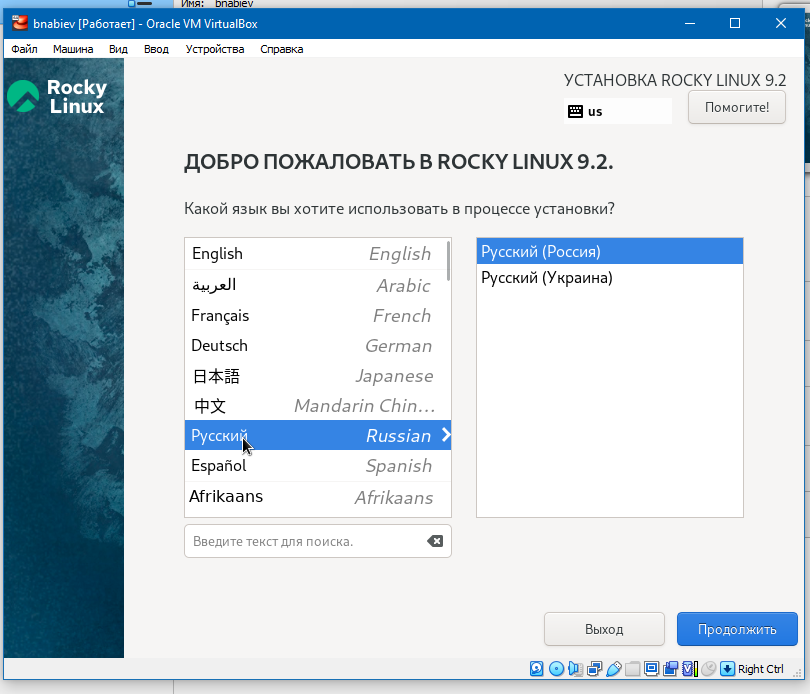 Имя: bnabiev
bnabiev [Работает] - Oracle VM VirtualBox
Файл Машина Вид Ввод Устройства Справка
Rocky
Linux
УСТАНОВКА ROCKY LINUX 9.2
us
Помогите!
ДОБРО ПОЖАЛОВАТЬ В ROCKY LINUX 9.2.
Какой язык вы хотите использовать в процессе установки?
English English
العربية Arabic
Français French
Deutsch German
日本語 Japanese
中文 Mandarin Chin…
Русский Russian
Español Spanish
Afrikaans Afrikaans
Русский (Россия)
Русский (Украина)
Введите текст для поиска.
Выход
Продолжить
Right Ctrl